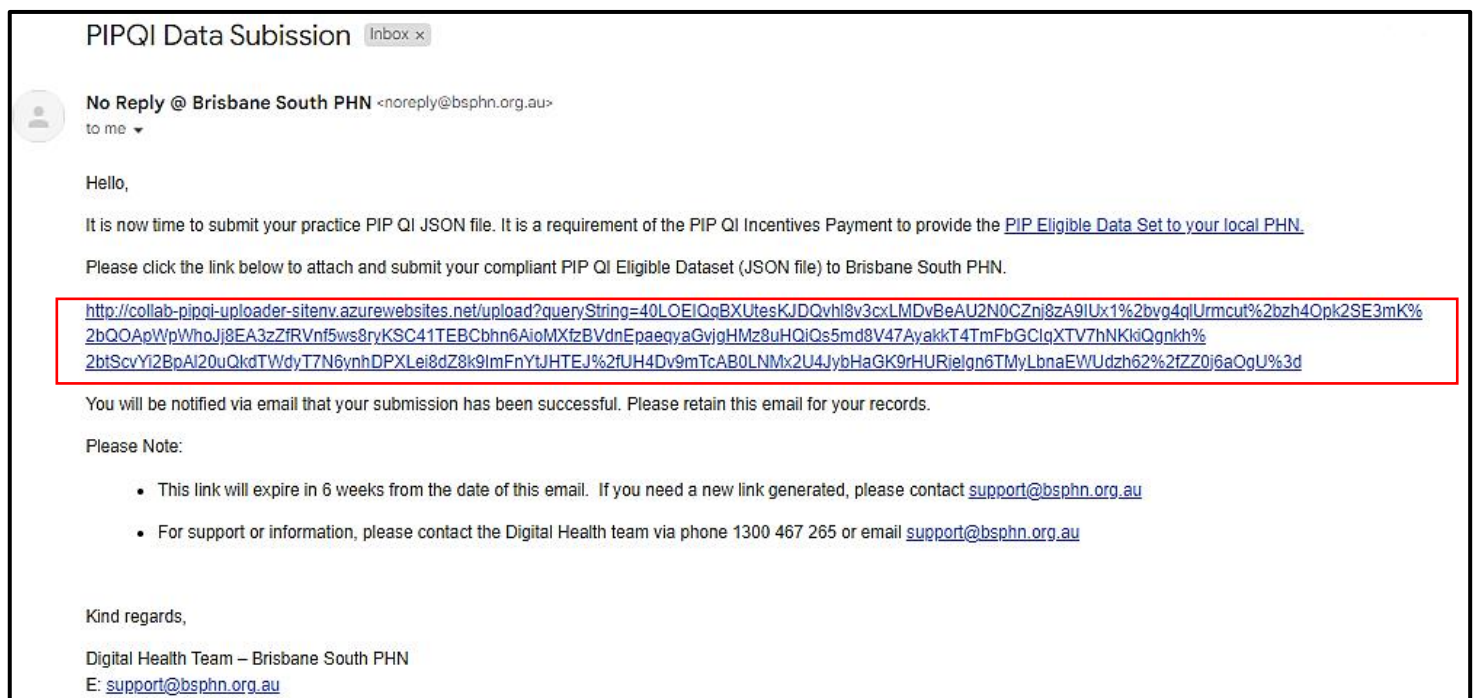 PIPQI Data Subission Inbox ×
No Reply @ Brisbane South PHN <noreply@bsphn.org.au>
to me
Hello,
It is now time to submit your practice PIP QI JSON file. It is a requirement of the PIP QI Incentives Payment to provide the PIP Eligible Data Set to your local PHN.
Please click the link below to attach and submit your compliant PIP QI Eligible Dataset (JSON file) to Brisbane South PHN.
http://collab-pipqi-uploader-sitenv.azurewebsites.net/upload?queryString=40LOEIQgBXUtesKJDQvhl8v3cxLMDvBeAU2N0CZnj8zA9IUx1%2bvg4qlUrmcut%2bzh4Opk2SE3mK%
2bQOApWpWhoJj8EA3zZfRVnf5ws8ryKSC41TEBCbhn6AioMXfzBVdnEpaeqyaGvjgHMz8uHQiQs5md8V47AyakkT4TmFbGClqXTV7hNKkiQgnkh%
2btScvYi2BpAl20uQkdTWdyT7N6ynhDPXLei8dZ8k9ImFnYtJHTEJ%2fUH4Dv9mTcAB0LNMx2U4JybHaGK9rHURjelgn6TMyLbnaEWUdzh62%2fZZ0j6aOgU%3d
You will be notified via email that your submission has been successful. Please retain this email for your records.
Please Note:
• This link will expire in 6 weeks from the date of this email. If you need a new link generated, please contact support@bsphn.org.au
• For support or information, please contact the Digital Health team via phone 1300 467 265 or email support@bsphn.org.au
Kind regards,
Digital Health Team – Brisbane South PHN
E: support@bsphn.org.au